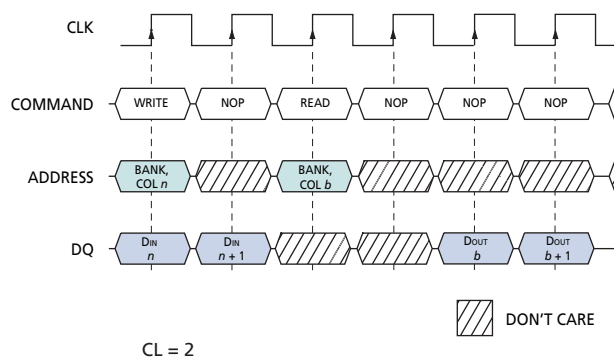 CLK
COMMAND WRITE NOP READ NOP NOP NOP
ADDRESS BANK, COL n BANK, COL b
DQ DIN n DIN n + 1 DOUT b DOUT b + 1
DON'T CARE
CL = 2